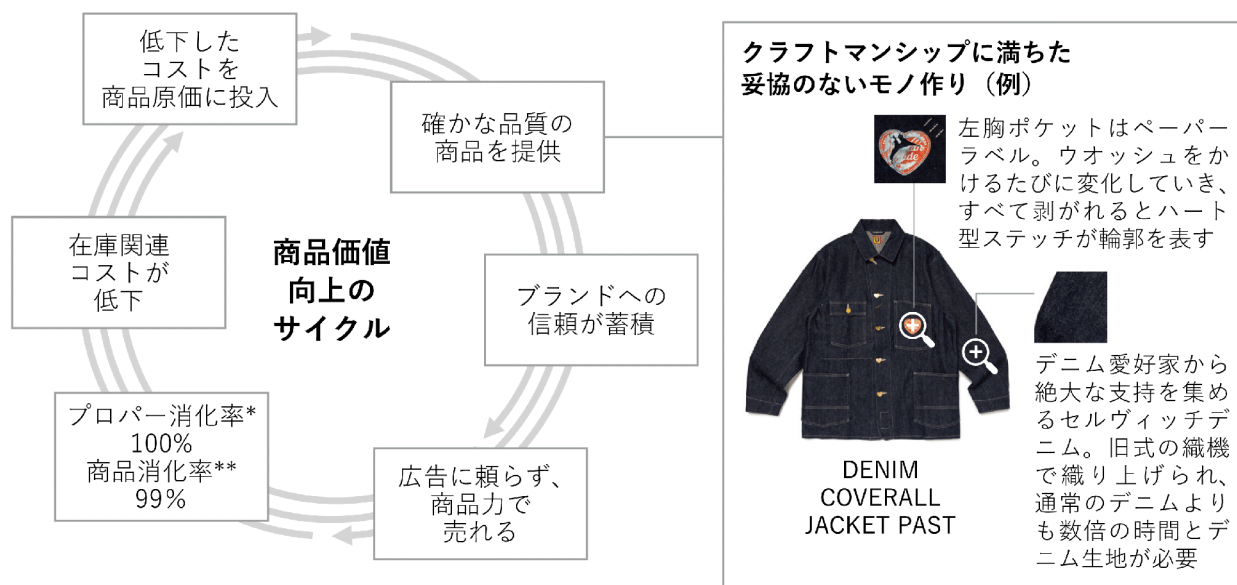 低下した
コストを
商品原価に投入
確かな品質の
商品を提供
ブランドへの
信頼が蓄積
広告に頼らず、
商品力で
売れる
プロパー消化率*
100%
商品消化率**
99%
在庫関連
コストが
低下
商品価値
向上の
サイクル
クラフトマンシップに満ちた
妥協のないモノ作り（例）
左胸ポケットはペーパー
ラベル。ウオッシュをか
けるたびに変化していき、
すべて剥がれるとハート
型ステッチが輪郭を表す
デニム愛好家から
絶大な支持を集め
るセルヴィッチデ
ニム。旧式の織機
で織り上げられ、
通常のデニムより
も数倍の時間とデ
ニム生地が必要
DENIM
COVERALL
JACKET PAST